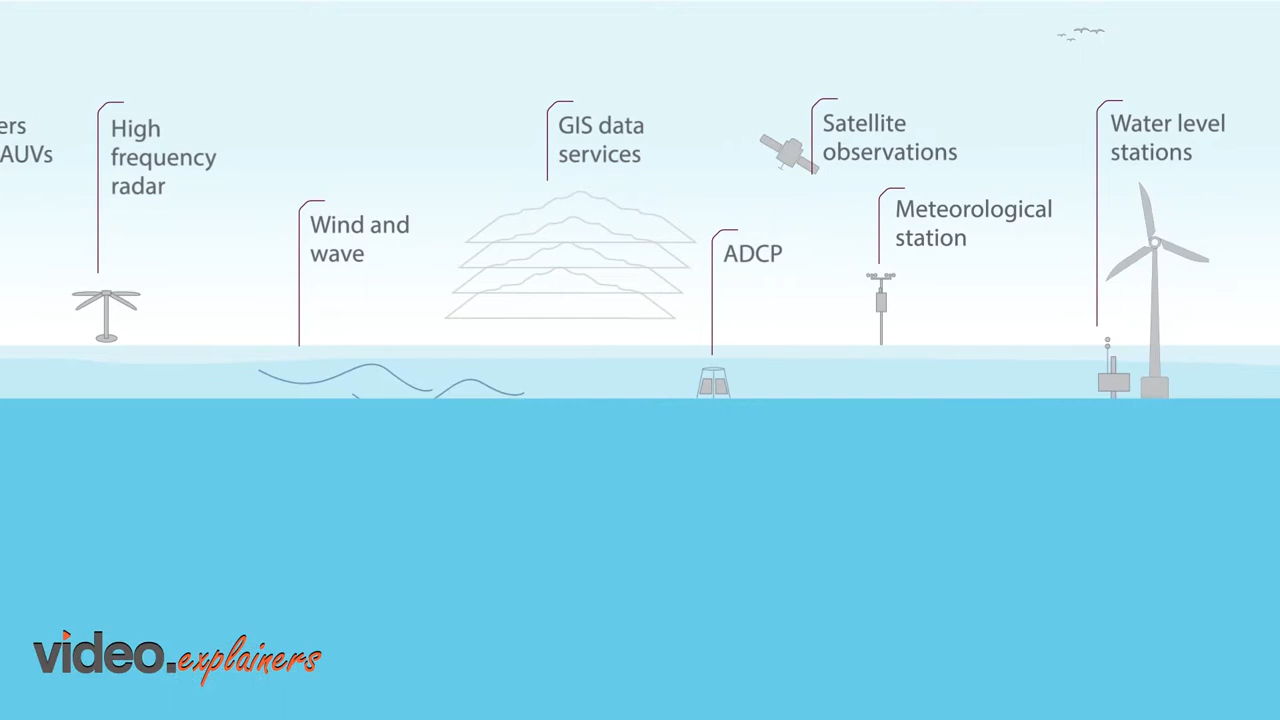 ers
AUVs
High
frequency
radar
Wind and
wave
GIS data
services
ADCP
Satellite
observations
Meteorological
station
Water level
stations
video.explainers